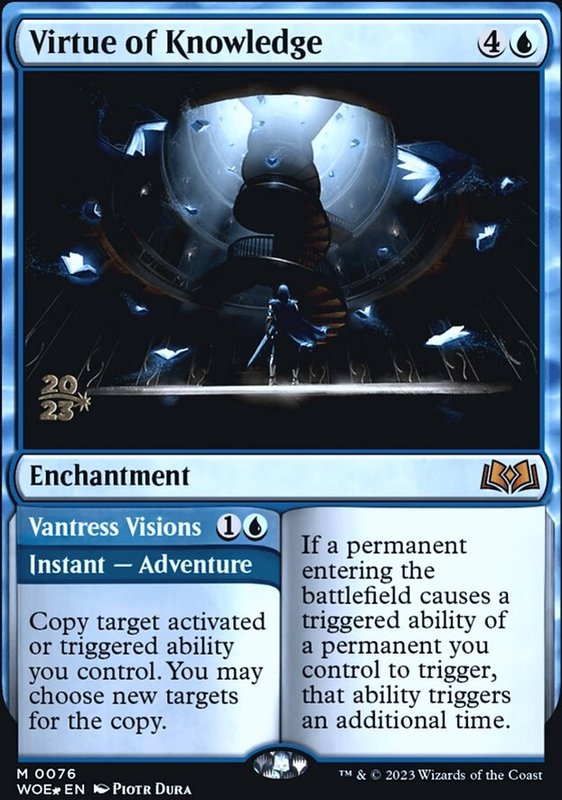 Virtue of Knowledge 4
20
23
Enchantment
Vantress Visions 1
Instant — Adventure
Copy target activated
or triggered ability
you control. You may
choose new targets
for the copy.
If a permanent
entering the
battlefield causes a
triggered ability of
a permanent you
control to trigger,
that ability triggers
an additional time.
M 0076
WOE★EN Piotr Dura
™ & © 2023 Wizards of the Coast